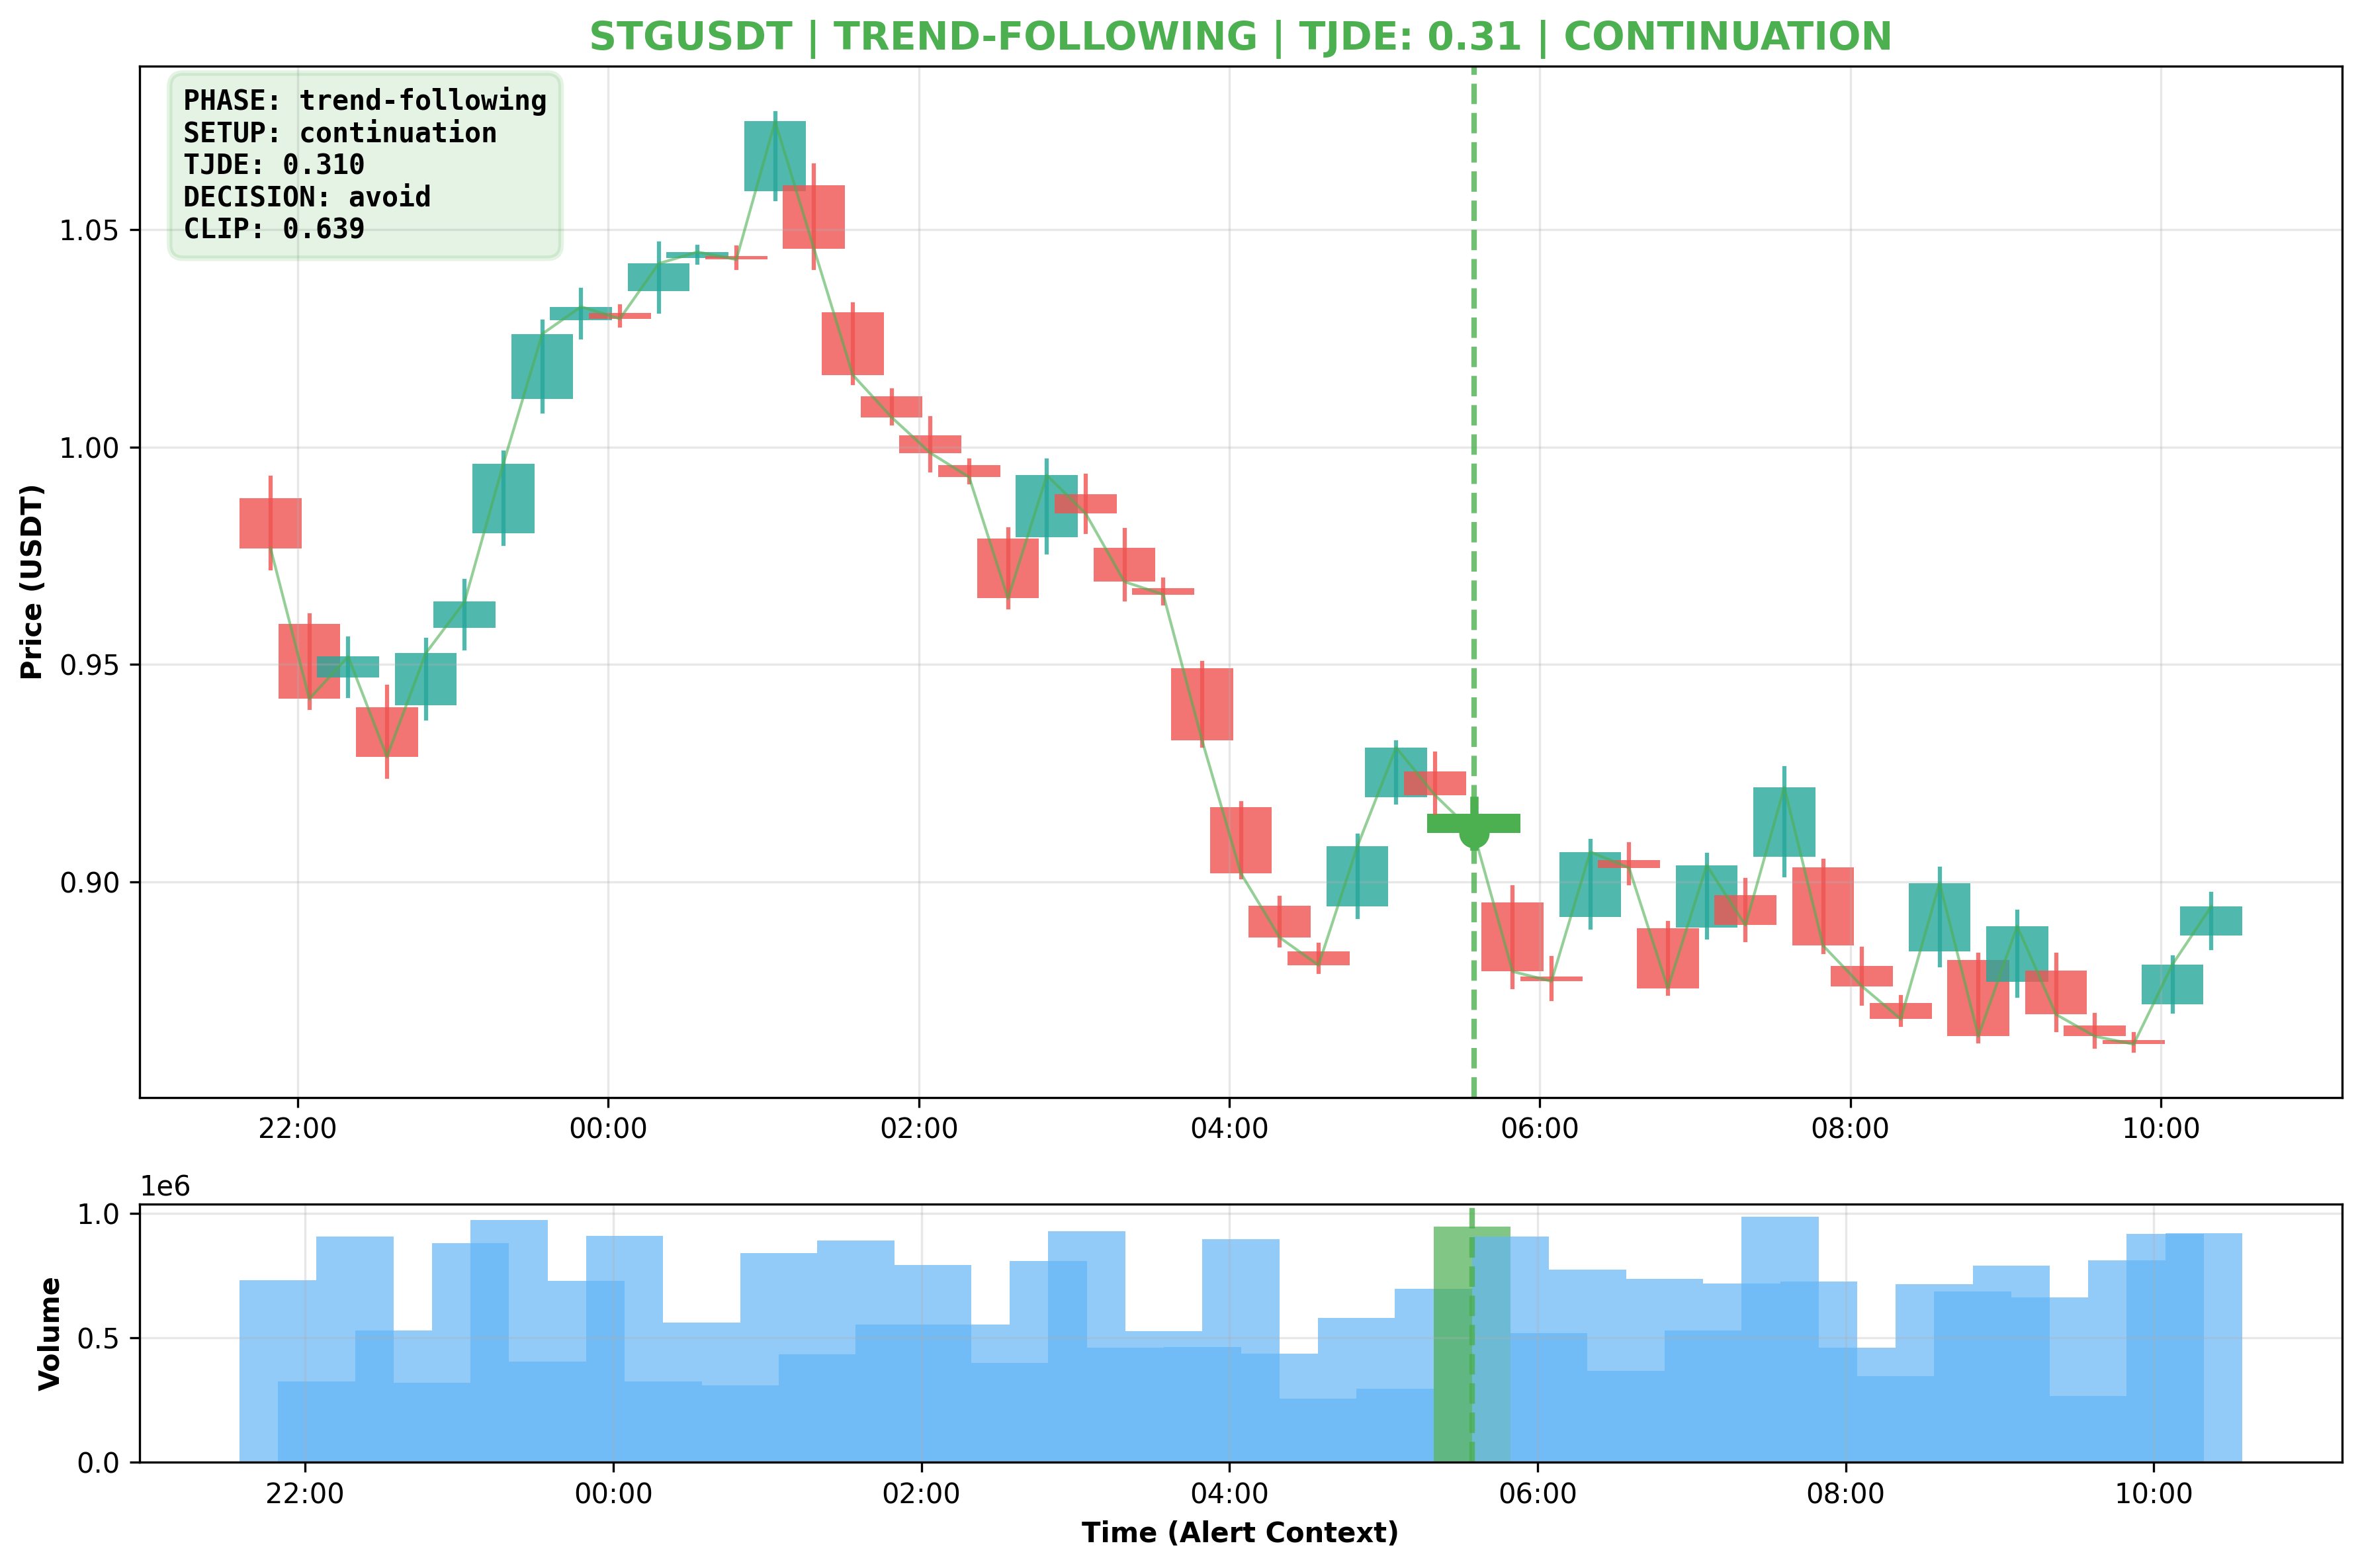 STGUSDT | TREND-FOLLOWING | TJDE: 0.31 | CONTINUATION
PHASE: trend-following
SETUP: continuation
TJDE: 0.310
DECISION: avoid
CLIP: 0.639
Price (USDT)
1.05
1.00
0.95
0.90
22:00 00:00 02:00 04:00 06:00 08:00 10:00
1e6
Volume
1.0
0.5
0.0
22:00 00:00 02:00 04:00 06:00 08:00 10:00
Time (Alert Context)